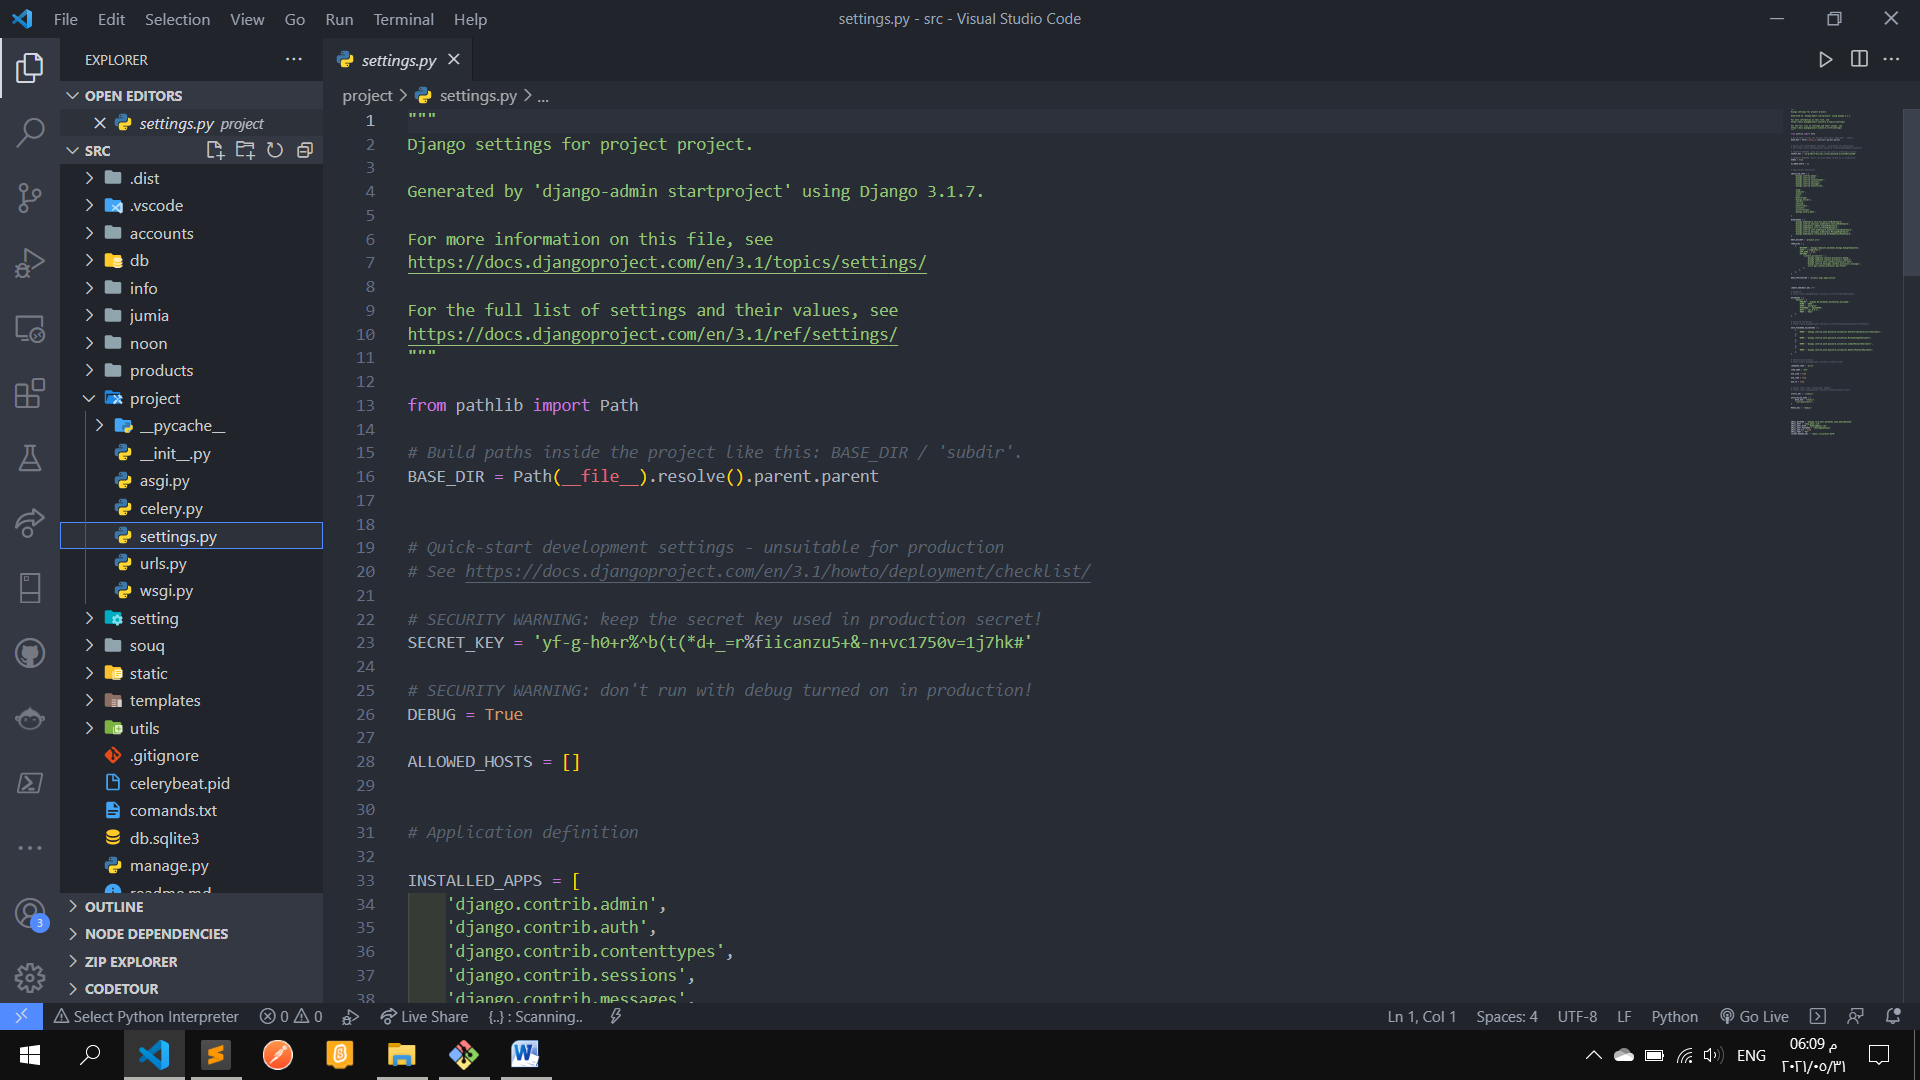 File Edit Selection View Go Run Terminal Help
settings.py - src - Visual Studio Code
EXPLORER
OPEN EDITORS
settings.py project
SRC
.dist
.vscode
accounts
db
info
jumia
noon
products
project
__pycache__
__init__.py
asgi.py
celery.py
settings.py
urls.py
wsgi.py
setting
souq
static
templates
utils
.gitignore
celerybeat.pid
comands.txt
db.sqlite3
manage.py
readme.md
OUTLINE
NODE DEPENDENCIES
ZIP EXPLORER
CODETOUR
3
settings.py
project > settings.py > ...
1 """
2 Django settings for project project.
3
4 Generated by 'django-admin startproject' using Django 3.1.7.
5
6 For more information on this file, see
7 https://docs.djangoproject.com/en/3.1/topics/settings/
8
9 For the full list of settings and their values, see
10 https://docs.djangoproject.com/en/3.1/ref/settings/
11 """
12
13 from pathlib import Path
14
15 # Build paths inside the project like this: BASE_DIR / 'subdir'.
16 BASE_DIR = Path(__file__).resolve().parent.parent
17
18
19 # Quick-start development settings - unsuitable for production
20 # See https://docs.djangoproject.com/en/3.1/howto/deployment/checklist/
21
22 # SECURITY WARNING: keep the secret key used in production secret!
23 SECRET_KEY = 'yf-g-h0+r%^b(t(*d+_=r%fiicanzu5+&-n+vc1750v=1j7hk#'
24
25 # SECURITY WARNING: don't run with debug turned on in production!
26 DEBUG = True
27
28 ALLOWED_HOSTS = []
29
30
31 # Application definition
32
33 INSTALLED_APPS = [
34 'django.contrib.admin',
35 'django.contrib.auth',
36 'django.contrib.contenttypes',
37 'django.contrib.sessions',
38 'django.contrib.messages',
Select Python Interpreter 0 0 Live Share {..} : Scanning.. Ln 1, Col 1 Spaces: 4 UTF-8 LF Python Go Live
ENG
06:09 م
٢٠٢١/٠٥/٣١